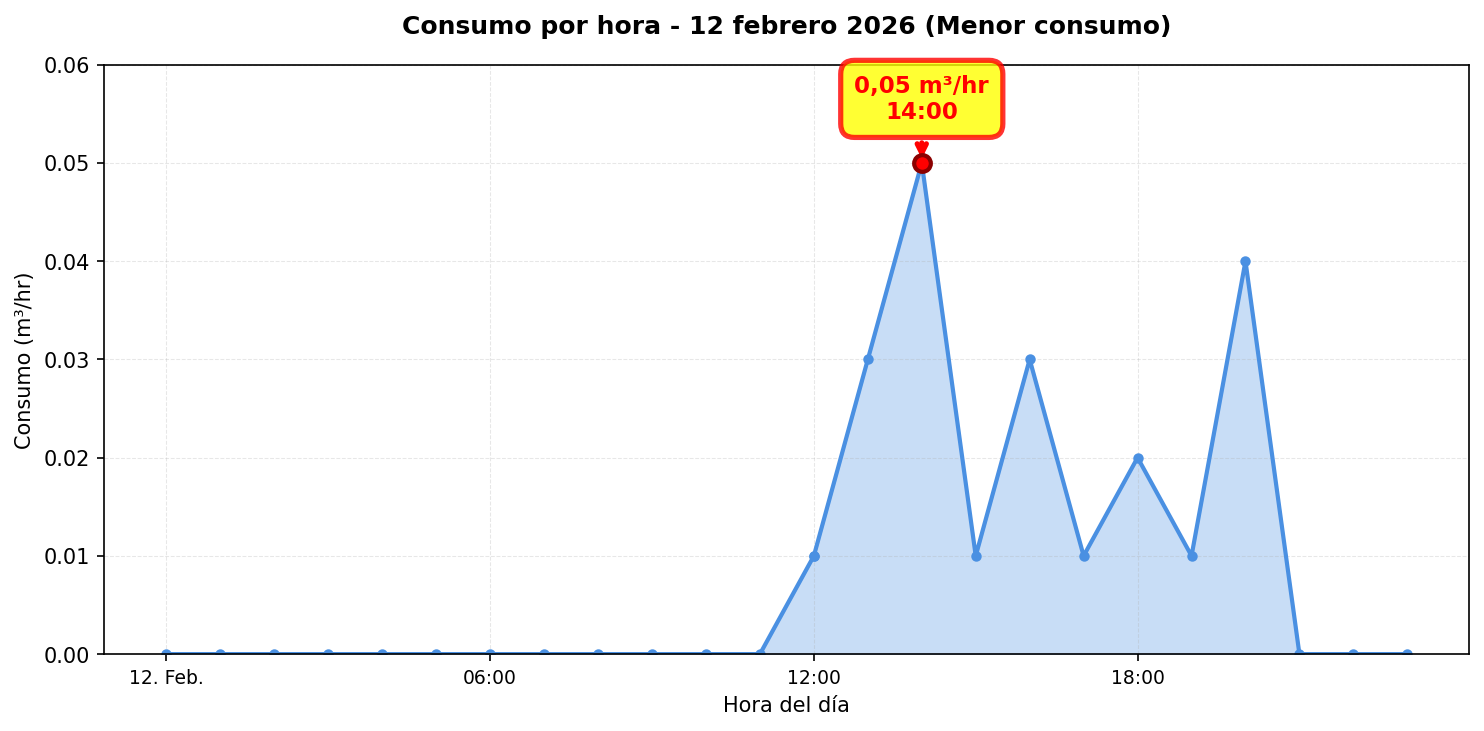 Consumo por hora - 12 febrero 2026 (Menor consumo)
0,05 m³/hr
14:00
0.06
0.05
0.04
0.03
0.02
0.01
0.00
Consumo (m³/hr)
12. Feb.
06:00
12:00
18:00
Hora del día